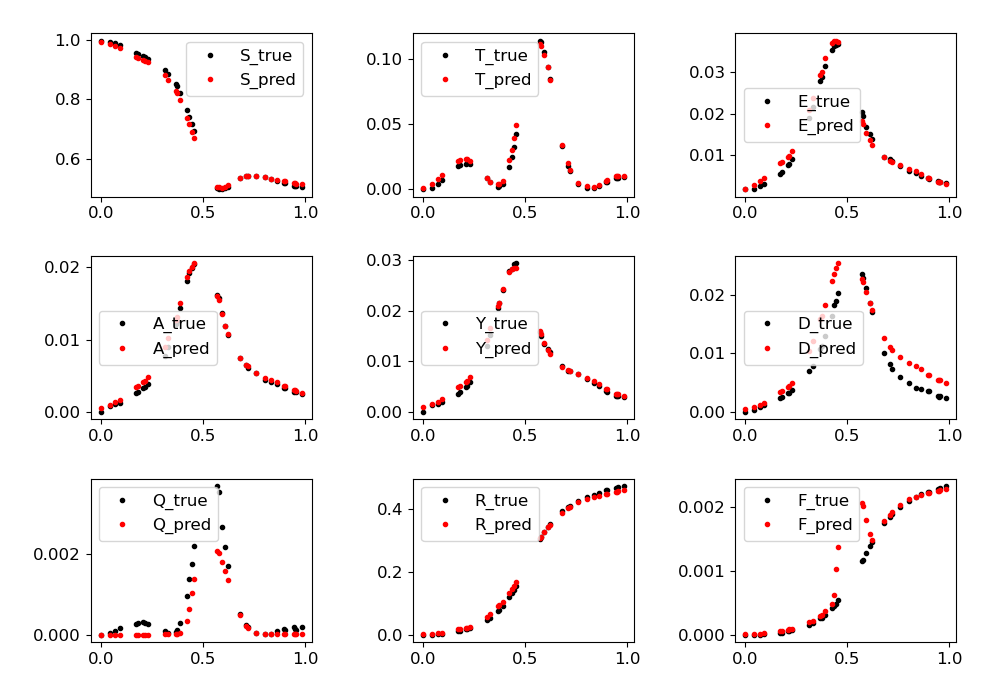 S_true
S_pred
1.0
0.8
0.6
0.0 0.5 1.0
T_true
T_pred
0.10
0.05
0.00
0.0 0.5 1.0
E_true
E_pred
0.03
0.02
0.01
0.0 0.5 1.0
A_true
A_pred
0.02
0.01
0.00
0.0 0.5 1.0
Y_true
Y_pred
0.03
0.02
0.01
0.00
0.0 0.5 1.0
D_true
D_pred
0.02
0.01
0.00
0.0 0.5 1.0
Q_true
Q_pred
0.002
0.000
0.0 0.5 1.0
R_true
R_pred
0.4
0.2
0.0
0.0 0.5 1.0
F_true
F_pred
0.002
0.001
0.000
0.0 0.5 1.0